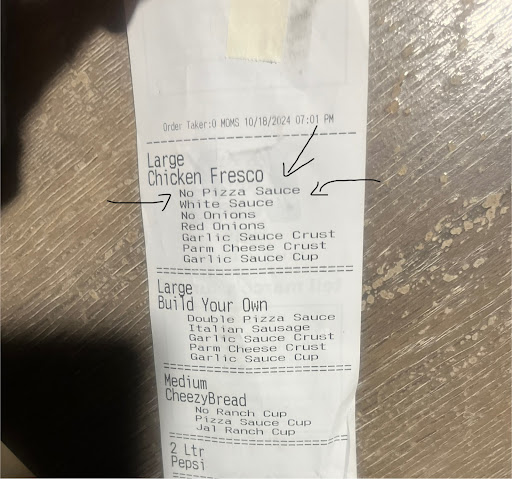 Order Taker:0 MOMS 10/18/2024 07:01 PM
Large
Chicken Fresco
No Pizza Sauce
White Sauce
No Onions
Red Onions
Garlic Sauce Crust
Parm Cheese Crust
Garlic Sauce Cup
Large
Build Your Own
Double Pizza Sauce
Italian Sausage
Garlic Sauce Crust
Parm Cheese Crust
Garlic Sauce Cup
Medium
CheezyBread
No Ranch Cup
Pizza Sauce Cup
Jal Ranch Cup
2 Ltr
Pepsi